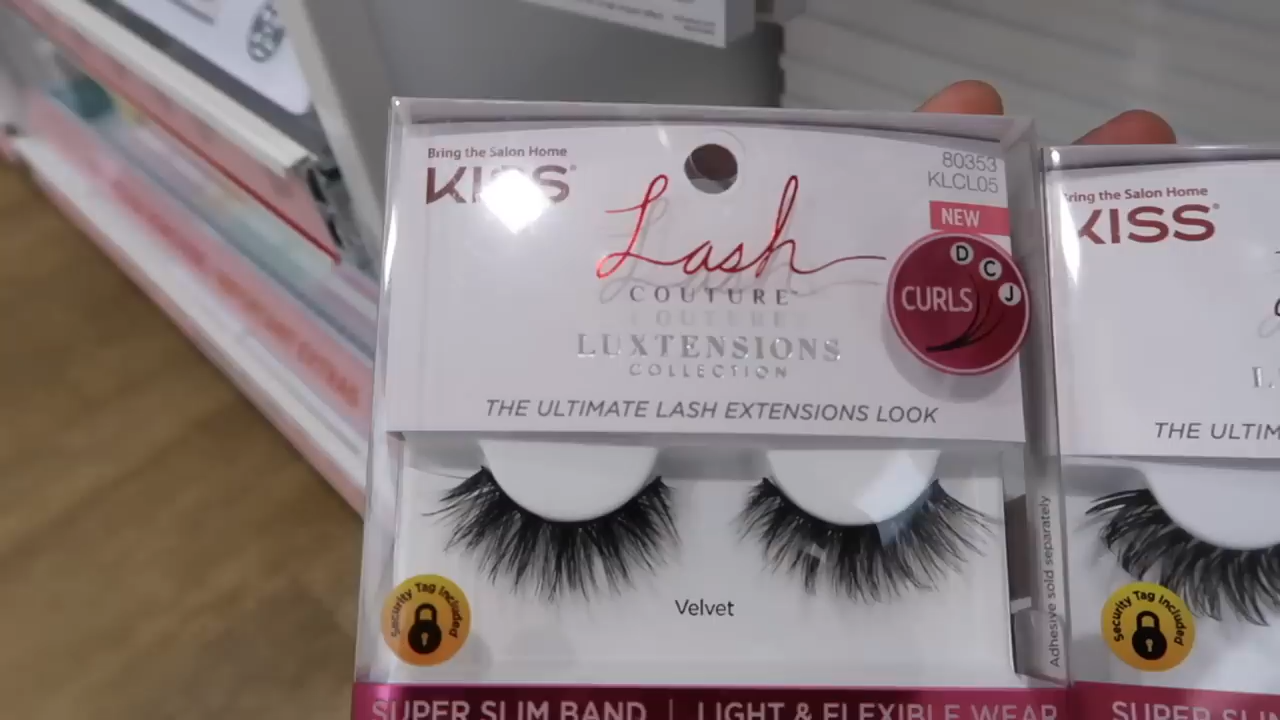 Bring the Salon Home
KISS
80353
KLCL05
NEW
Lash
COUTURE
LUXTENSIONS
COLLECTION
D
C
J
CURLS
THE ULTIMATE LASH EXTENSIONS LOOK
Velvet
Security Tag Included
Adhesive sold separately
SUPER SLIM BAND | LIGHT & FLEXIBLE WEAR
Bring the Salon Home
KISS
THE ULTIM
Security Tag Included
SUPER SLIM